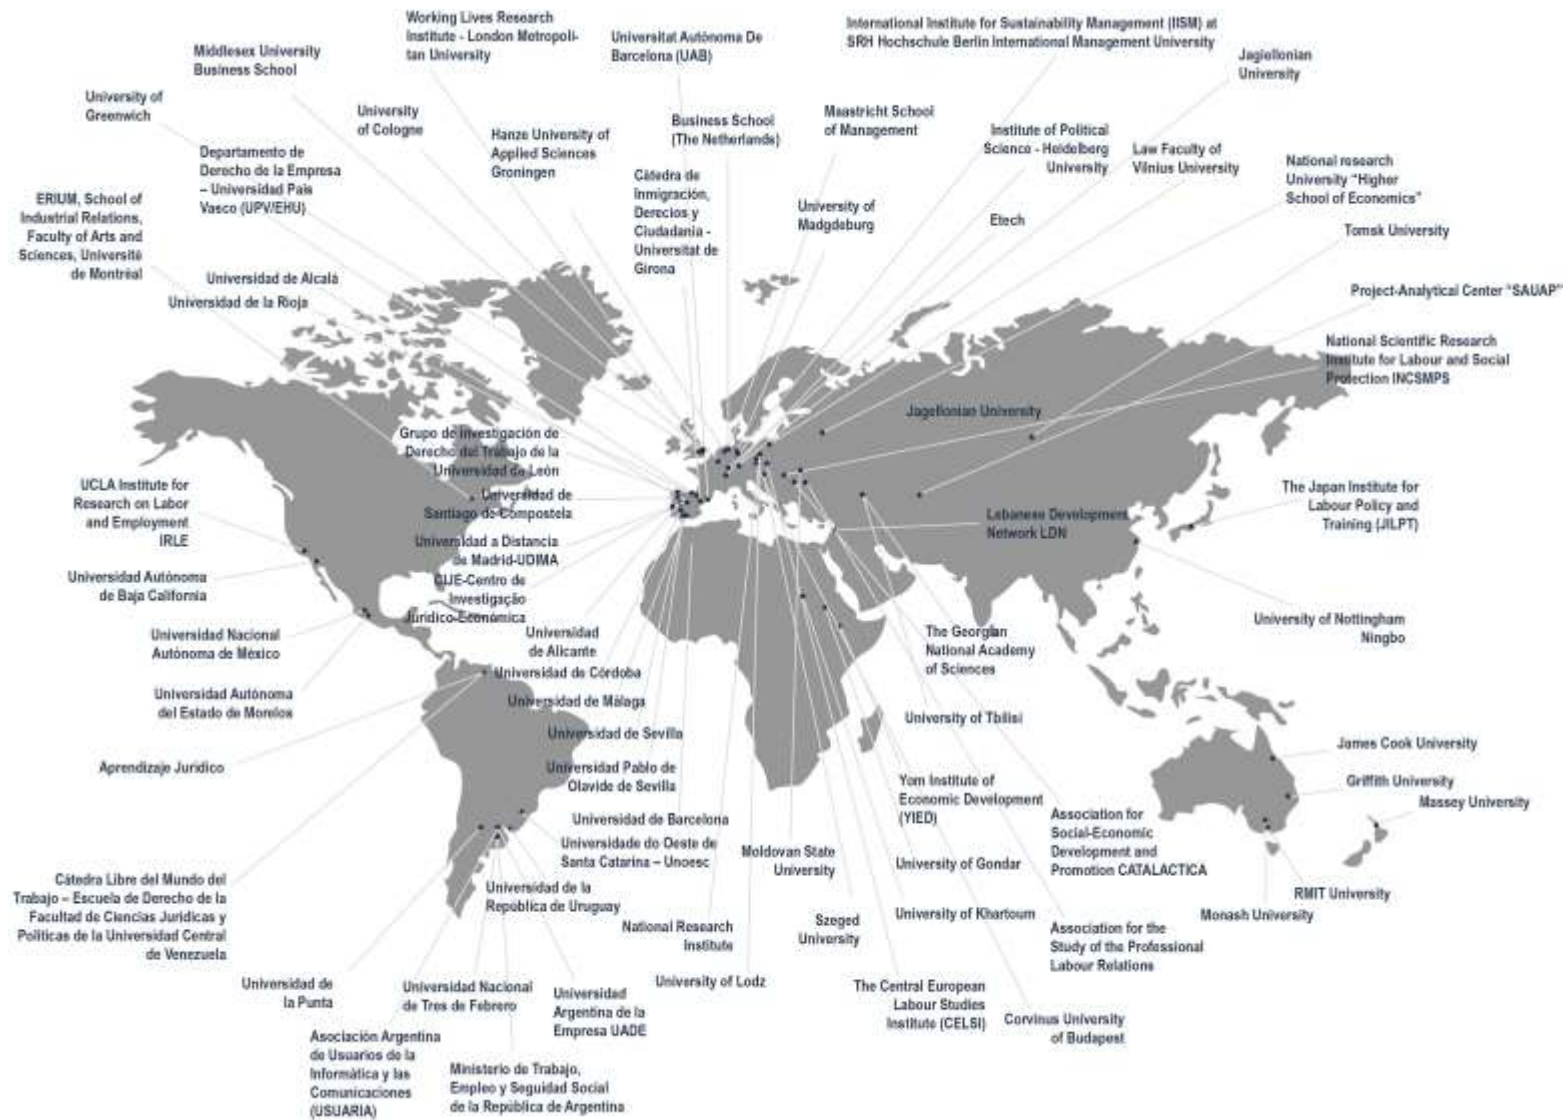 Working Lives Research
Institute - London Metropoli-
tan University
Middlesex University
Business School
Universitat Autònoma De
Barcelona (UAB)
International Institute for Sustainability Management (IISM) at
SRH Hochschule Berlin International Management University
Jagiellonian
University
University of
Greenwich
University
of Cologne
Hanze University of
Applied Sciences
Groningen
Business School
(The Netherlands)
Maastricht School
of Management
Institute of Political
Science - Heidelberg
University
Law Faculty of
Vilnius University
National research
University "Higher
School of Economics"
Departamento de
Derecho de la Empresa
– Universidad Pais
Vasco (UPV/EHU)
Cátedra de
Inmigración,
Derecios y
Ciudadania -
Universitat de
Girona
ERIUM, School of
Industrial Relations,
Faculty of Arts and
Sciences, Université
de Montréal
University of
Madgdeburg
Etech
Tomsk University
Universidad de Alcalá
Universidad de la Rioja
Project-Analytical Center "SAUAP"
National Scientific Research
Institute for Labour and Social
Protection INCSMPS
Jagellonian University
Grupo de Investigación de
Derecho del Trabajo de la
Universidad de León
UCLA Institute for
Research on Labor
and Employment
IRLE
Universidad de
Santiago de Compostela
The Japan Institute for
Labour Policy and
Training (JILPT)
Lebanese Development
Network LDN
Universidad a Distancia
de Madrid-UDIMA
CIJE-Centro de
Investigação
Jurídico-Económica
Universidad Autónoma
de Baja California
Universidad Nacional
Autónoma de México
Universidad
de Alicante
The Georgian
National Academy
of Sciences
University of Nottingham
Ningbo
Universidad de Córdoba
Universidad Autónoma
del Estado de Morelos
Universidad de Málaga
University of Tbilisi
Universidad de Sevilla
James Cook University
Aprendizaje Jurídico
Universidad Pablo de
Olavide de Sevilla
Yom Institute of
Economic Development
(YIED)
Griffith University
Massey University
Universidad de Barcelona
Universidade do Oeste de
Santa Catarina – Unoesc
Moldovan State
University
University of Gondar
Association for
Social-Economic
Development and
Promotion CATALACTICA
Cátedra Libre del Mundo del
Trabajo – Escuela de Derecho de la
Facultad de Ciencias Jurídicas y
Políticas de la Universidad Central
de Venezuela
Universidad de la
República de Uruguay
RMIT University
Monash University
National Research
Institute
Szeged
University
University of Khartoum
Association for the
Study of the Professional
Labour Relations
Universidad de
la Punta
Universidad Nacional
de Tres de Febrero
Universidad
Argentina de la
Empresa UADE
University of Lodz
The Central European
Labour Studies
Institute (CELSI)
Corvinus University
of Budapest
Asociación Argentina
de Usuarios de la
Informática y las
Comunicaciones
(USUARIA)
Ministerio de Trabajo,
Empleo y Seguidad Social
de la República de Argentina